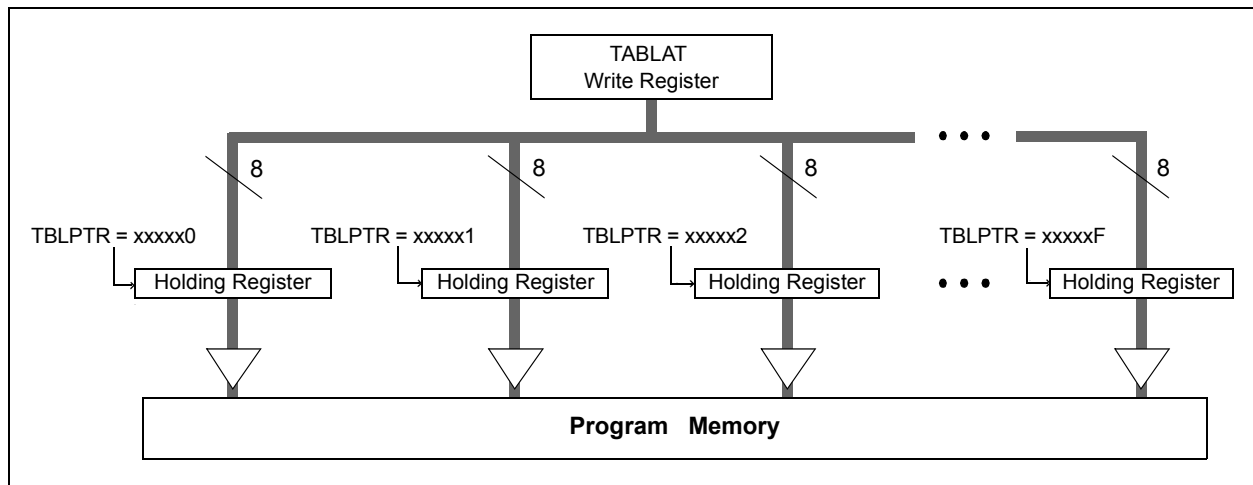 TABLAT
Write Register
8
8
8
8
TBLPTR = xxxxx0
TBLPTR = xxxxx1
TBLPTR = xxxxx2
TBLPTR = xxxxxF
Holding Register
Holding Register
Holding Register
Holding Register
Program Memory